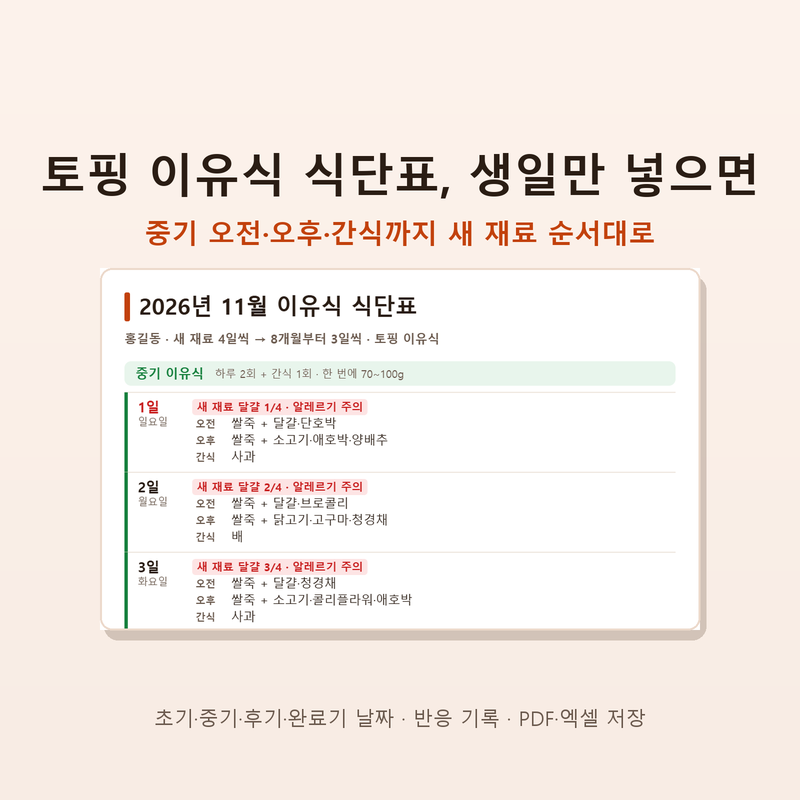 토핑 이유식 식단표, 생일만 넣으면
중기 오전·오후·간식까지 새 재료 순서대로
2026년 11월 이유식 식단표
홍길동 · 새 재료 4일씩 → 8개월부터 3일씩 · 토핑 이유식
중기 이유식 하루 2회 + 간식 1회 · 한 번에 70~100g
1일 새 재료 달걀 1/4 · 알레르기 주의
일요일 오전 쌀죽 + 달걀·단호박
오후 쌀죽 + 소고기·애호박·양배추
간식 사과
2일 새 재료 달걀 2/4 · 알레르기 주의
월요일 오전 쌀죽 + 달걀·브로콜리
오후 쌀죽 + 닭고기·고구마·청경채
간식 배
3일 새 재료 달걀 3/4 · 알레르기 주의
화요일 오전 쌀죽 + 달걀·청경채
오후 쌀죽 + 소고기·콜리플라워·애호박
간식 사과
초기·중기·후기·완료기 날짜 · 반응 기록 · PDF·엑셀 저장